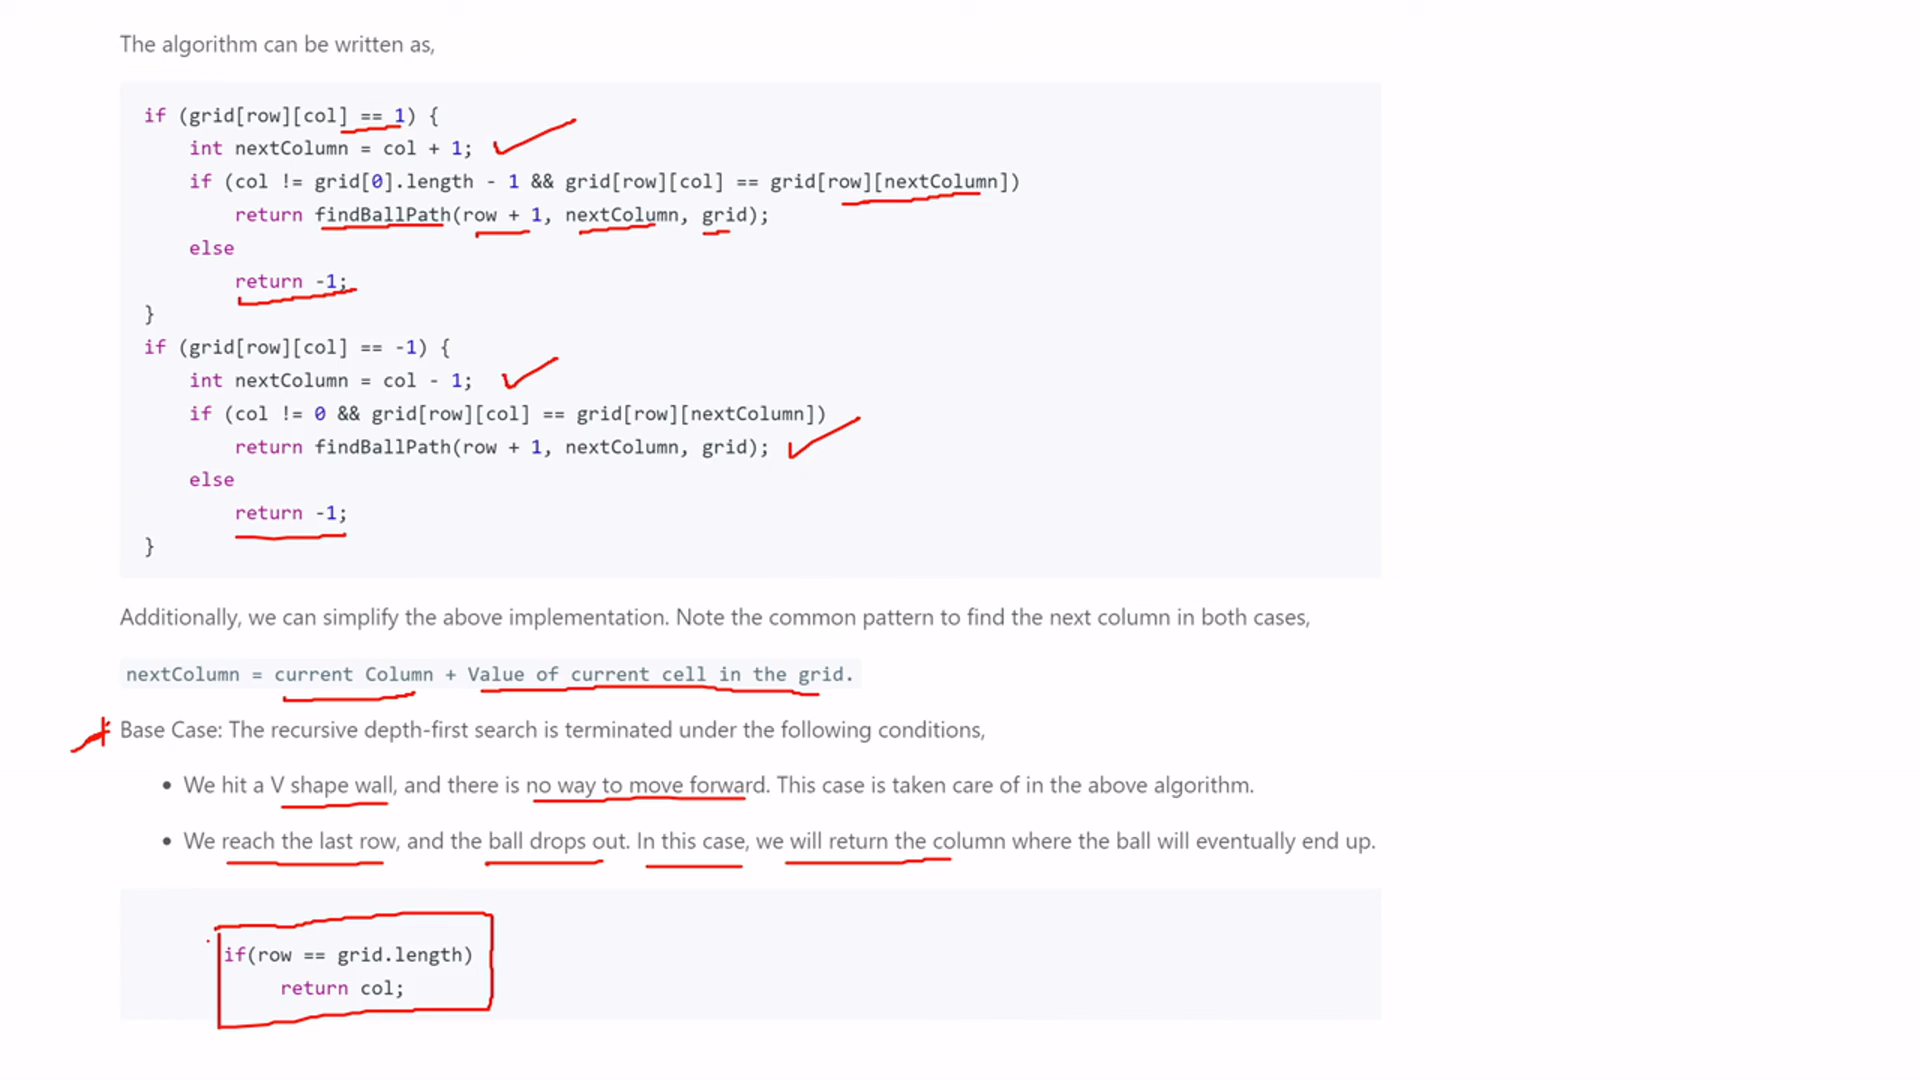 The algorithm can be written as,
if (grid[row][col] == 1) {
int nextColumn = col + 1;
if (col != grid[0].length - 1 && grid[row][col] == grid[row][nextColumn])
return findBallPath(row + 1, nextColumn, grid);
else
return -1;
}
if (grid[row][col] == -1) {
int nextColumn = col - 1;
if (col != 0 && grid[row][col] == grid[row][nextColumn])
return findBallPath(row + 1, nextColumn, grid);
else
return -1;
}
Additionally, we can simplify the above implementation. Note the common pattern to find the next column in both cases,
nextColumn = current Column + Value of current cell in the grid.
Base Case: The recursive depth-first search is terminated under the following conditions,
• We hit a V shape wall, and there is no way to move forward. This case is taken care of in the above algorithm.
• We reach the last row, and the ball drops out. In this case, we will return the column where the ball will eventually end up.
if(row == grid.length)
return col;